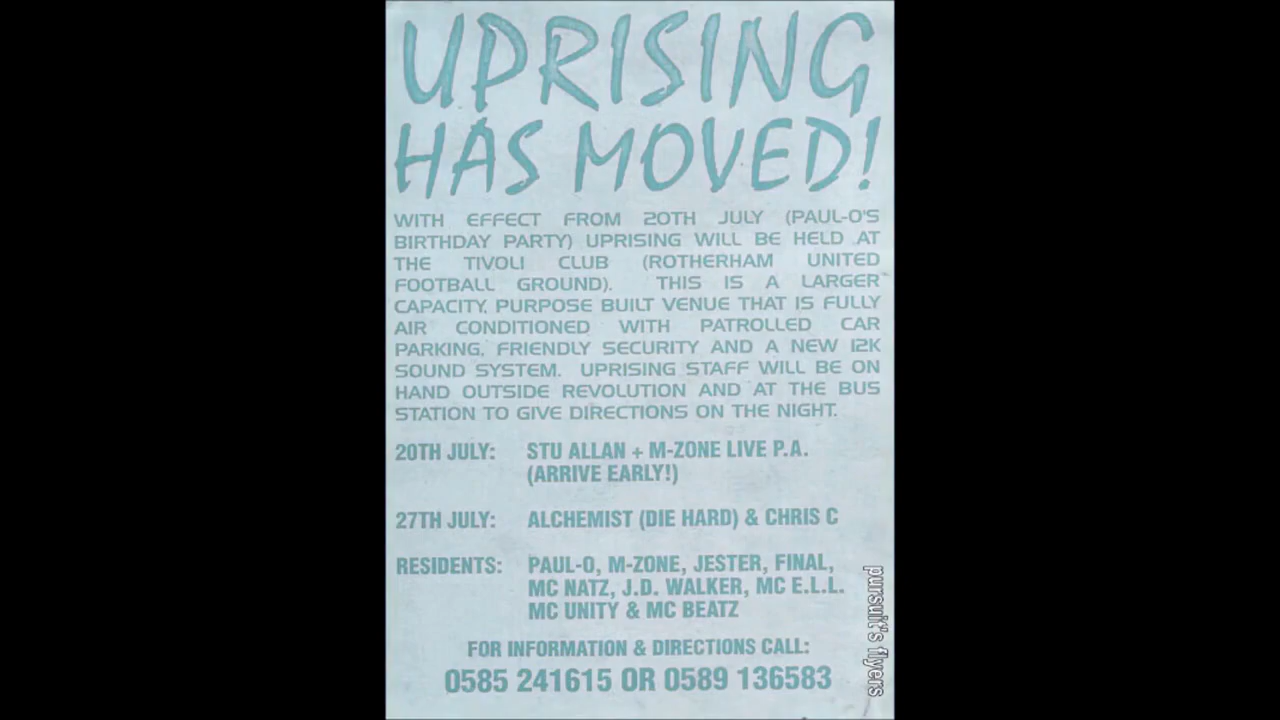 UPRISING
HAS MOVED!
WITH EFFECT FROM 20TH JULY (PAUL-O'S
BIRTHDAY PARTY) UPRISING WILL BE HELD AT
THE TIVOLI CLUB (ROTHERHAM UNITED
FOOTBALL GROUND). THIS IS A LARGER
CAPACITY, PURPOSE BUILT VENUE THAT IS FULLY
AIR CONDITIONED WITH PATROLLED CAR
PARKING, FRIENDLY SECURITY AND A NEW 12K
SOUND SYSTEM. UPRISING STAFF WILL BE ON
HAND OUTSIDE REVOLUTION AND AT THE BUS
STATION TO GIVE DIRECTIONS ON THE NIGHT.
20TH JULY: STU ALLAN + M-ZONE LIVE P.A.
(ARRIVE EARLY!)
27TH JULY: ALCHEMIST (DIE HARD) & CHRIS C
RESIDENTS: PAUL-O, M-ZONE, JESTER, FINAL,
MC NATZ, J.D. WALKER, MC E.L.L.
MC UNITY & MC BEATZ
FOR INFORMATION & DIRECTIONS CALL:
0585 241615 OR 0589 136583
pursuit's flyers